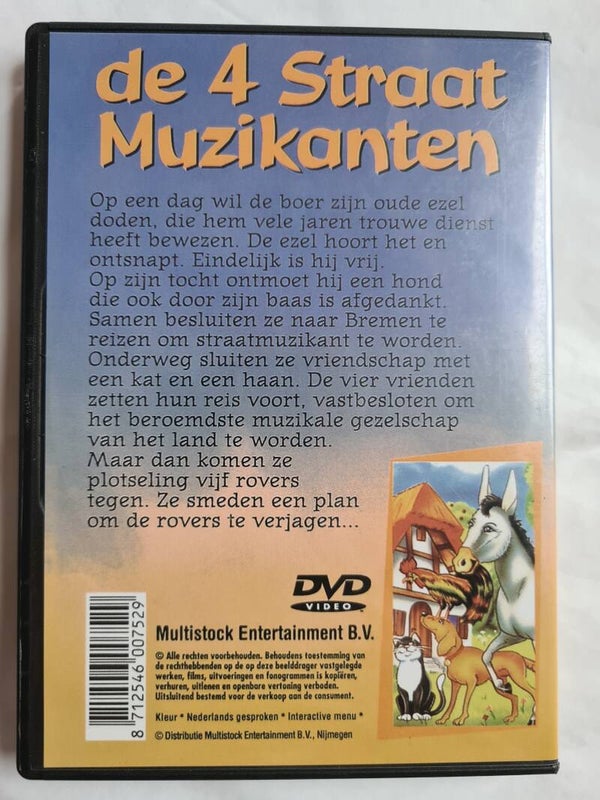 de 4 Straat
Muzikanten
Op een dag wil de boer zijn oude ezel
doden, die hem vele jaren trouwe dienst
heeft bewezen. De ezel hoort het en
ontsnapt. Eindelijk is hij vrij.
Op zijn tocht ontmoet hij een hond
die ook door zijn baas is afgedankt.
Samen besluiten ze naar Bremen te
reizen om straatmuzikant te worden.
Onderweg sluiten ze vriendschap met
een kat en een haan. De vier vrienden
zetten hun reis voort, vastbesloten om
het beroemdste muzikale gezelschap
van het land te worden.
Maar dan komen ze
plotseling vijf rovers
tegen. Ze smeden een plan
om de rovers te verjagen...
DVD
VIDEO
Multistock Entertainment B.V.
© Alle rechten voorbehouden. Behoudens toestemming van
de rechthebbenden op de op deze beelddrager vastgelegde
werken, films, uitvoeringen en fonogrammen is kopiëren,
verhuren, uitlenen en openbare vertoning verboden.
Uitsluitend bestemd voor de verkoop aan de consument.
Kleur * Nederlands gesproken * Interactive menu *
© Distributie Multistock Entertainment B.V., Nijmegen
8 712546 007529